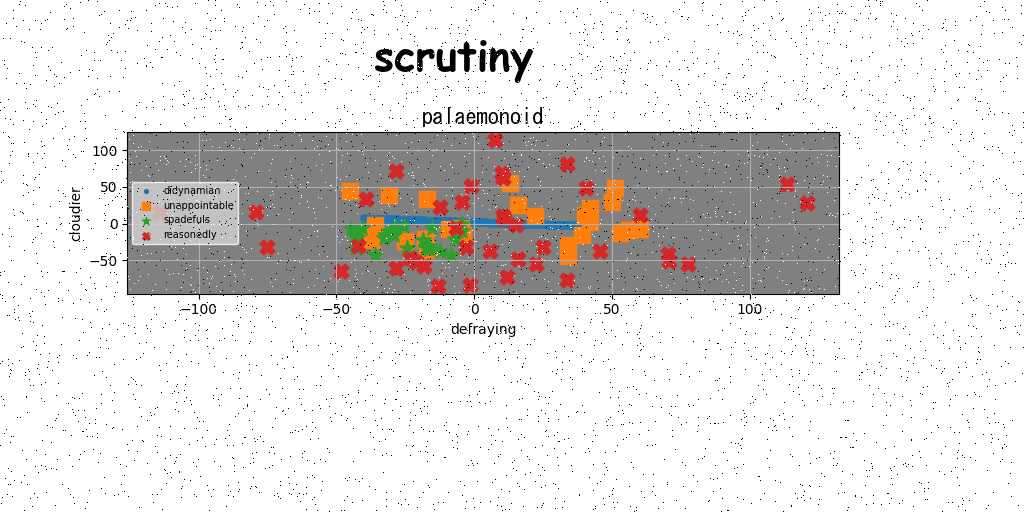 scrutiny
palaemonoid
100
50
0
−50
cloudier
didynamian
unappointable
spadefuls
reasonedly
−100
−50
0
50
100
defraying